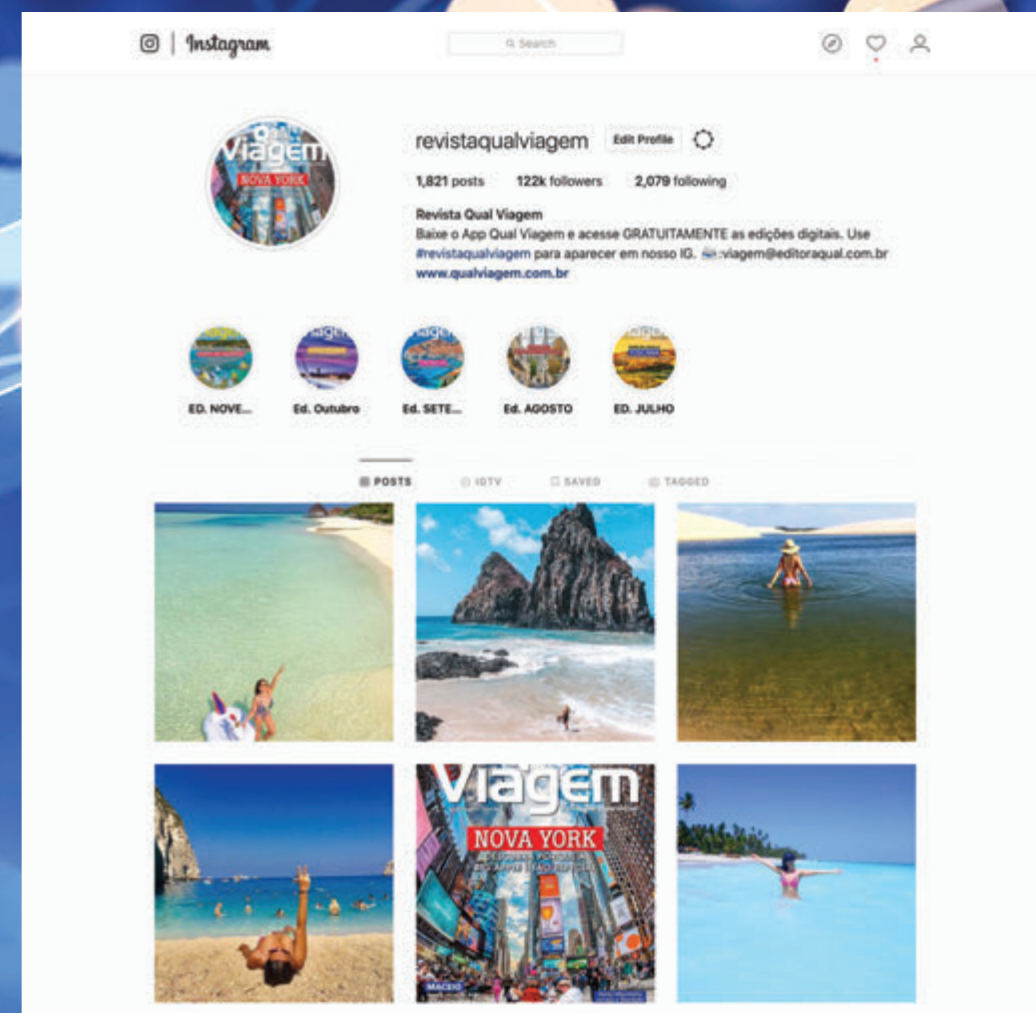 Instagram
Search
Viagem
NOVA YORK
revistaqualviagem Edit Profile
1,821 posts 122k followers 2,079 following
Revista Qual Viagem
Baixe o App Qual Viagem e acesse GRATUITAMENTE as edições digitais. Use
#revistaqualviagem para aparecer em nosso IG. :viagem@editoraqual.com.br
www.qualviagem.com.br
ED. NOVE... Ed. Outubro Ed. SETE... Ed. AGOSTO ED. JULHO
POSTS IGTV SAVED TAGGED
Viagem
NOVA YORK
MACEIÓ